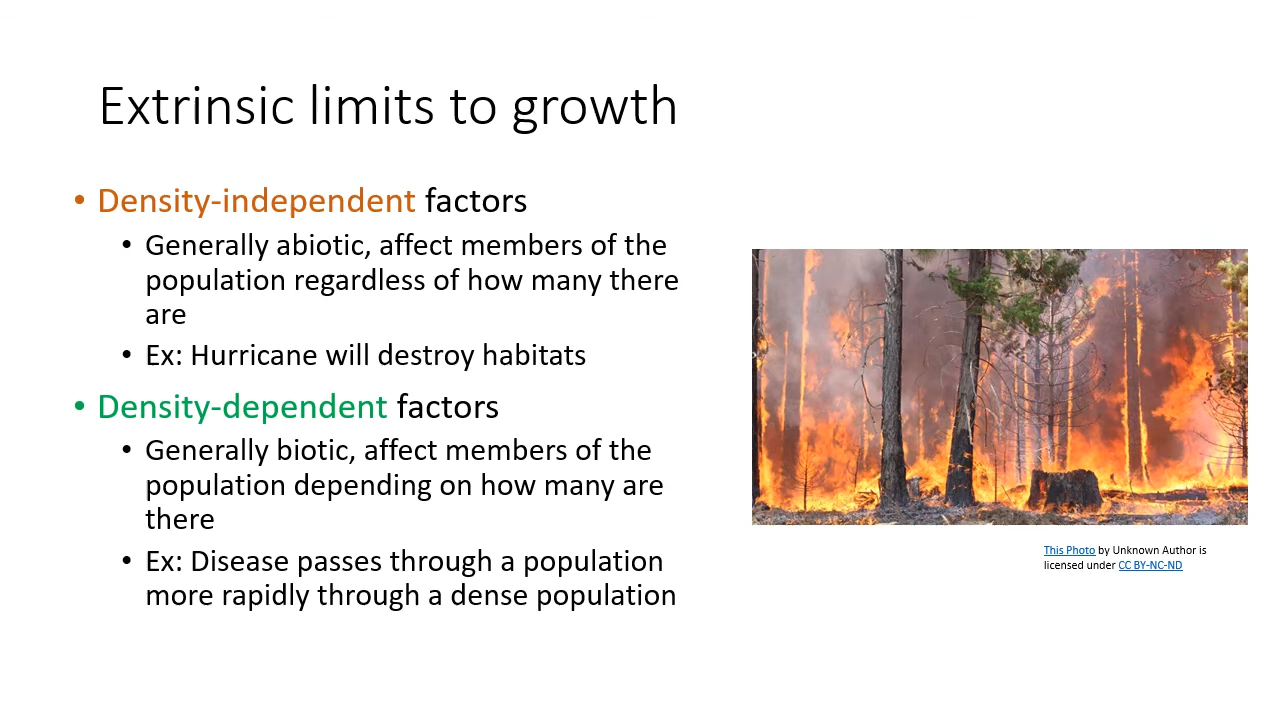 Extrinsic limits to growth
• Density-independent factors
• Generally abiotic, affect members of the
population regardless of how many there
are
• Ex: Hurricane will destroy habitats
• Density-dependent factors
• Generally biotic, affect members of the
population depending on how many are
there
• Ex: Disease passes through a population
more rapidly through a dense population
This Photo by Unknown Author is
licensed under CC BY-NC-ND